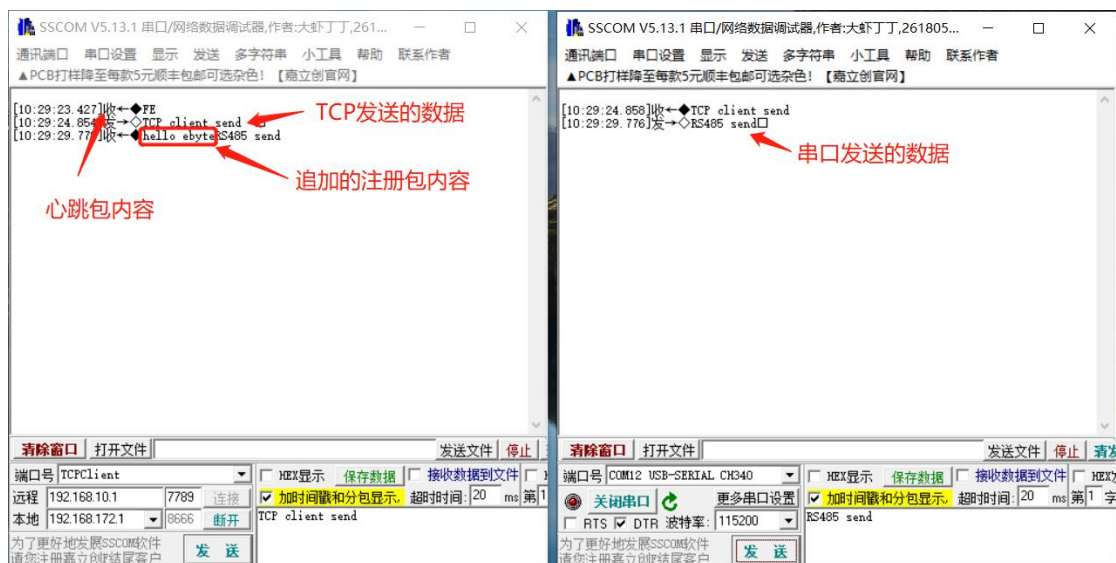 SSCOM V5.13.1 串口/网络数据调试器,作者:大虾丁丁,261...
通讯端口 串口设置 显示 发送 多字符串 小工具 帮助 联系作者
▲PCB打样降至每款5元顺丰包邮可选杂色!【嘉立创官网】
[10:29:23.427]收←◆FE
[10:29:24.854]发→◇TCP client send □
[10:29:29.779]收←◆hello ebyteRS485 send
TCP发送的数据
追加的注册包内容
心跳包内容
清除窗口 打开文件 发送文件 停止
端口号 TCPClient HEX显示 保存数据 接收数据到文件
远程 192.168.10.1 7789 连接 加时间戳和分包显示, 超时时间: 20 ms 第1
本地 192.168.172.1 8666 断开 TCP client send
为了更好地发展SSCOM软件
请您注册嘉立创F结尾客户
发 送
SSCOM V5.13.1 串口/网络数据调试器,作者:大虾丁丁,261805...
通讯端口 串口设置 显示 发送 多字符串 小工具 帮助 联系作者
▲PCB打样降至每款5元顺丰包邮可选杂色!【嘉立创官网】
[10:29:24.858]收←◆TCP client send
[10:29:29.776]发→◇RS485 send□
串口发送的数据
清除窗口 打开文件 发送文件 停止 清发
端口号 COM12 USB-SERIAL CH340 HEX显示 保存数据 接收数据到文件 HEX
关闭串口 更多串口设置 加时间戳和分包显示, 超时时间: 20 ms 第1 字
RTS DTR 波特率: 115200 RS485 send
为了更好地发展SSCOM软件
请您注册嘉立创F结尾客户
发 送